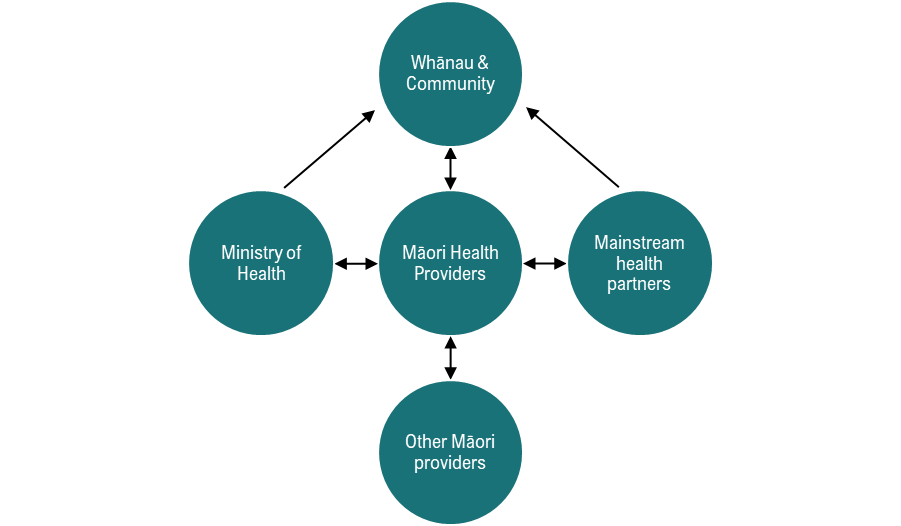 Whānau &
Community
Ministry of
Health
Māori Health
Providers
Mainstream
health
partners
Other Māori
providers